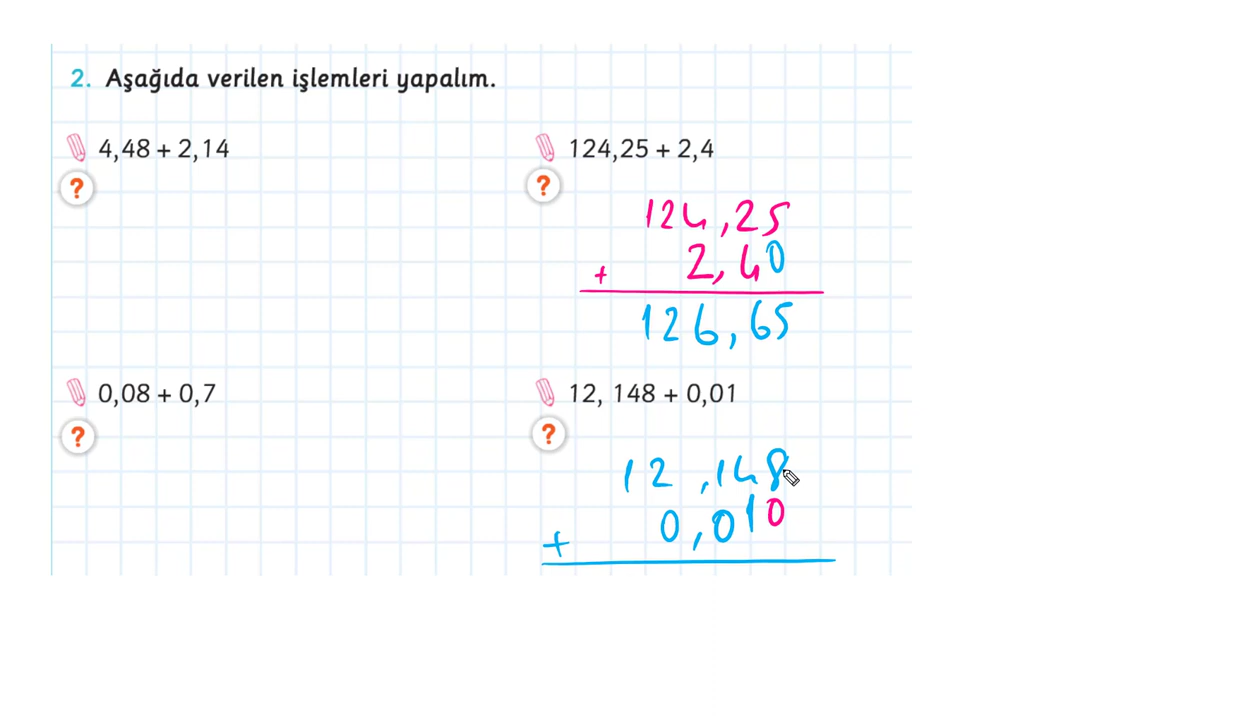 2. Aşağıda verilen işlemleri yapalım.
4,48 + 2,14
?
124,25 + 2,4
?
124,25
+ 2,40
126,65
0,08 + 0,7
?
12, 148 + 0,01
?
12,148
+ 0,010